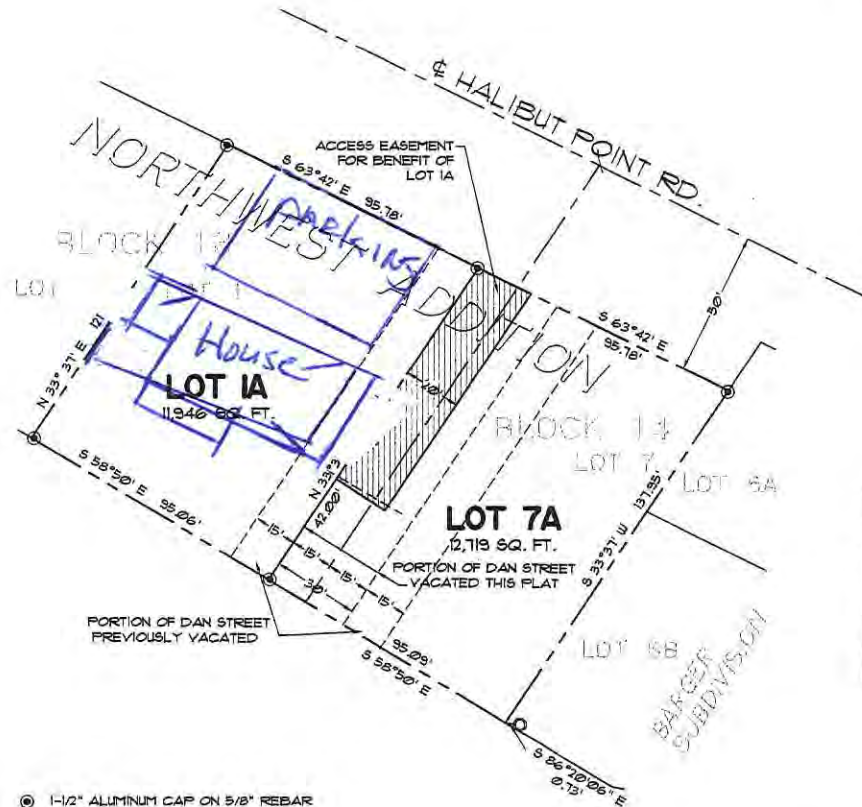 ℄ HALIBUT POINT RD.
ACCESS EASEMENT
FOR BENEFIT OF
LOT 1A
S 63°42' E 95.78'
NORTHWEST ADDITION
BLOCK
LOT
House
LOT 1A
11,946 SQ. FT.
N 33°37' E 121
S 58°50' E 95.06'
50'
S 63°42' E
95.78'
BLOCK 14
LOT 7
LOT 6A
N 33°3
42.00'
LOT 7A
12,719 SQ. FT.
PORTION OF DAN STREET
VACATED THIS PLAT
S 33°37' W 137.95'
15'
15'
15'
15'
30'
PORTION OF DAN STREET
PREVIOUSLY VACATED
95.09'
S 58°50' E
LOT 6B
BARGER
SUBDIVISION
S 86°20'06" E
0.73'
1-1/2" ALUMINUM CAP ON 5/8" REBAR